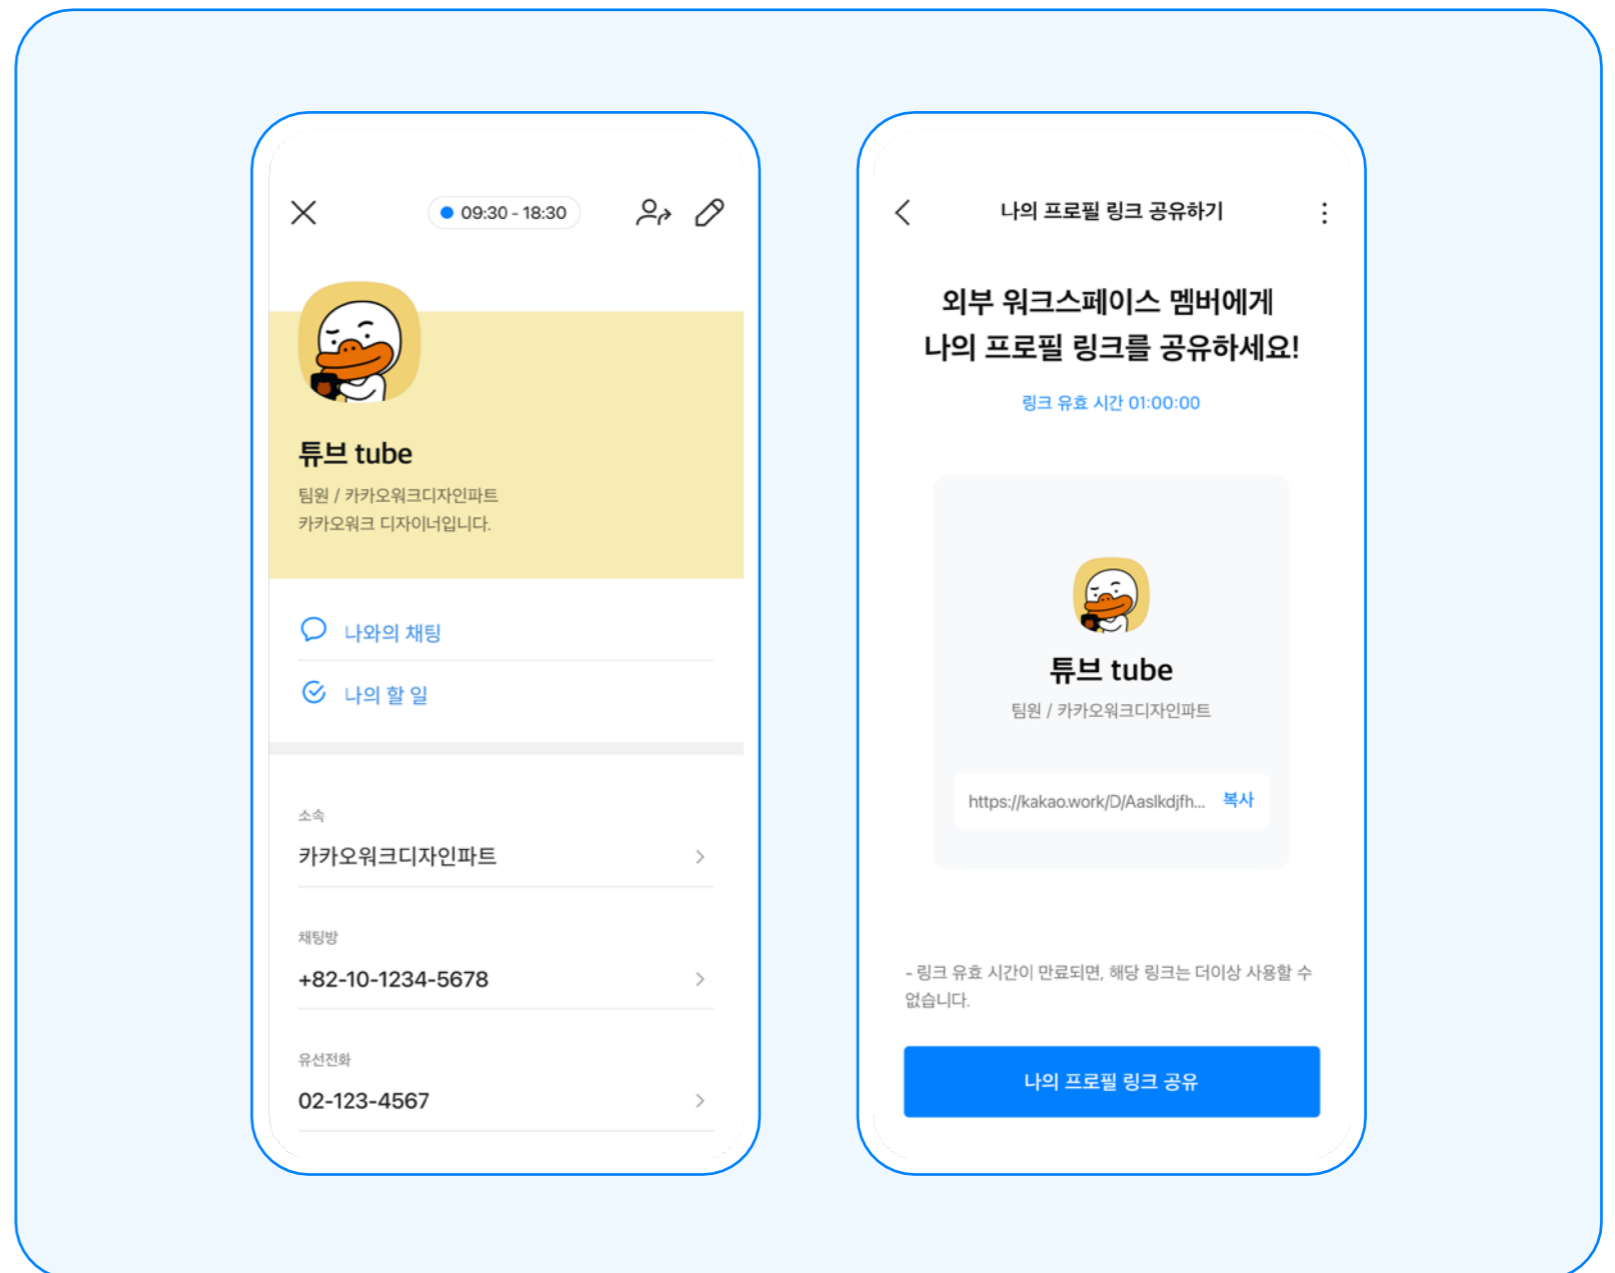 09:30 - 18:30
튜브 tube
팀원 / 카카오워크디자인파트
카카오워크 디자이너입니다.
나와의 채팅
나의 할 일
소속
카카오워크디자인파트
채팅방
+82-10-1234-5678
유선전화
02-123-4567
나의 프로필 링크 공유하기
외부 워크스페이스 멤버에게
나의 프로필 링크를 공유하세요!
링크 유효 시간 01:00:00
튜브 tube
팀원 / 카카오워크디자인파트
https://kakao.work/D/Aaslkdjfh... 복사
- 링크 유효 시간이 만료되면, 해당 링크는 더이상 사용할 수
없습니다.
나의 프로필 링크 공유